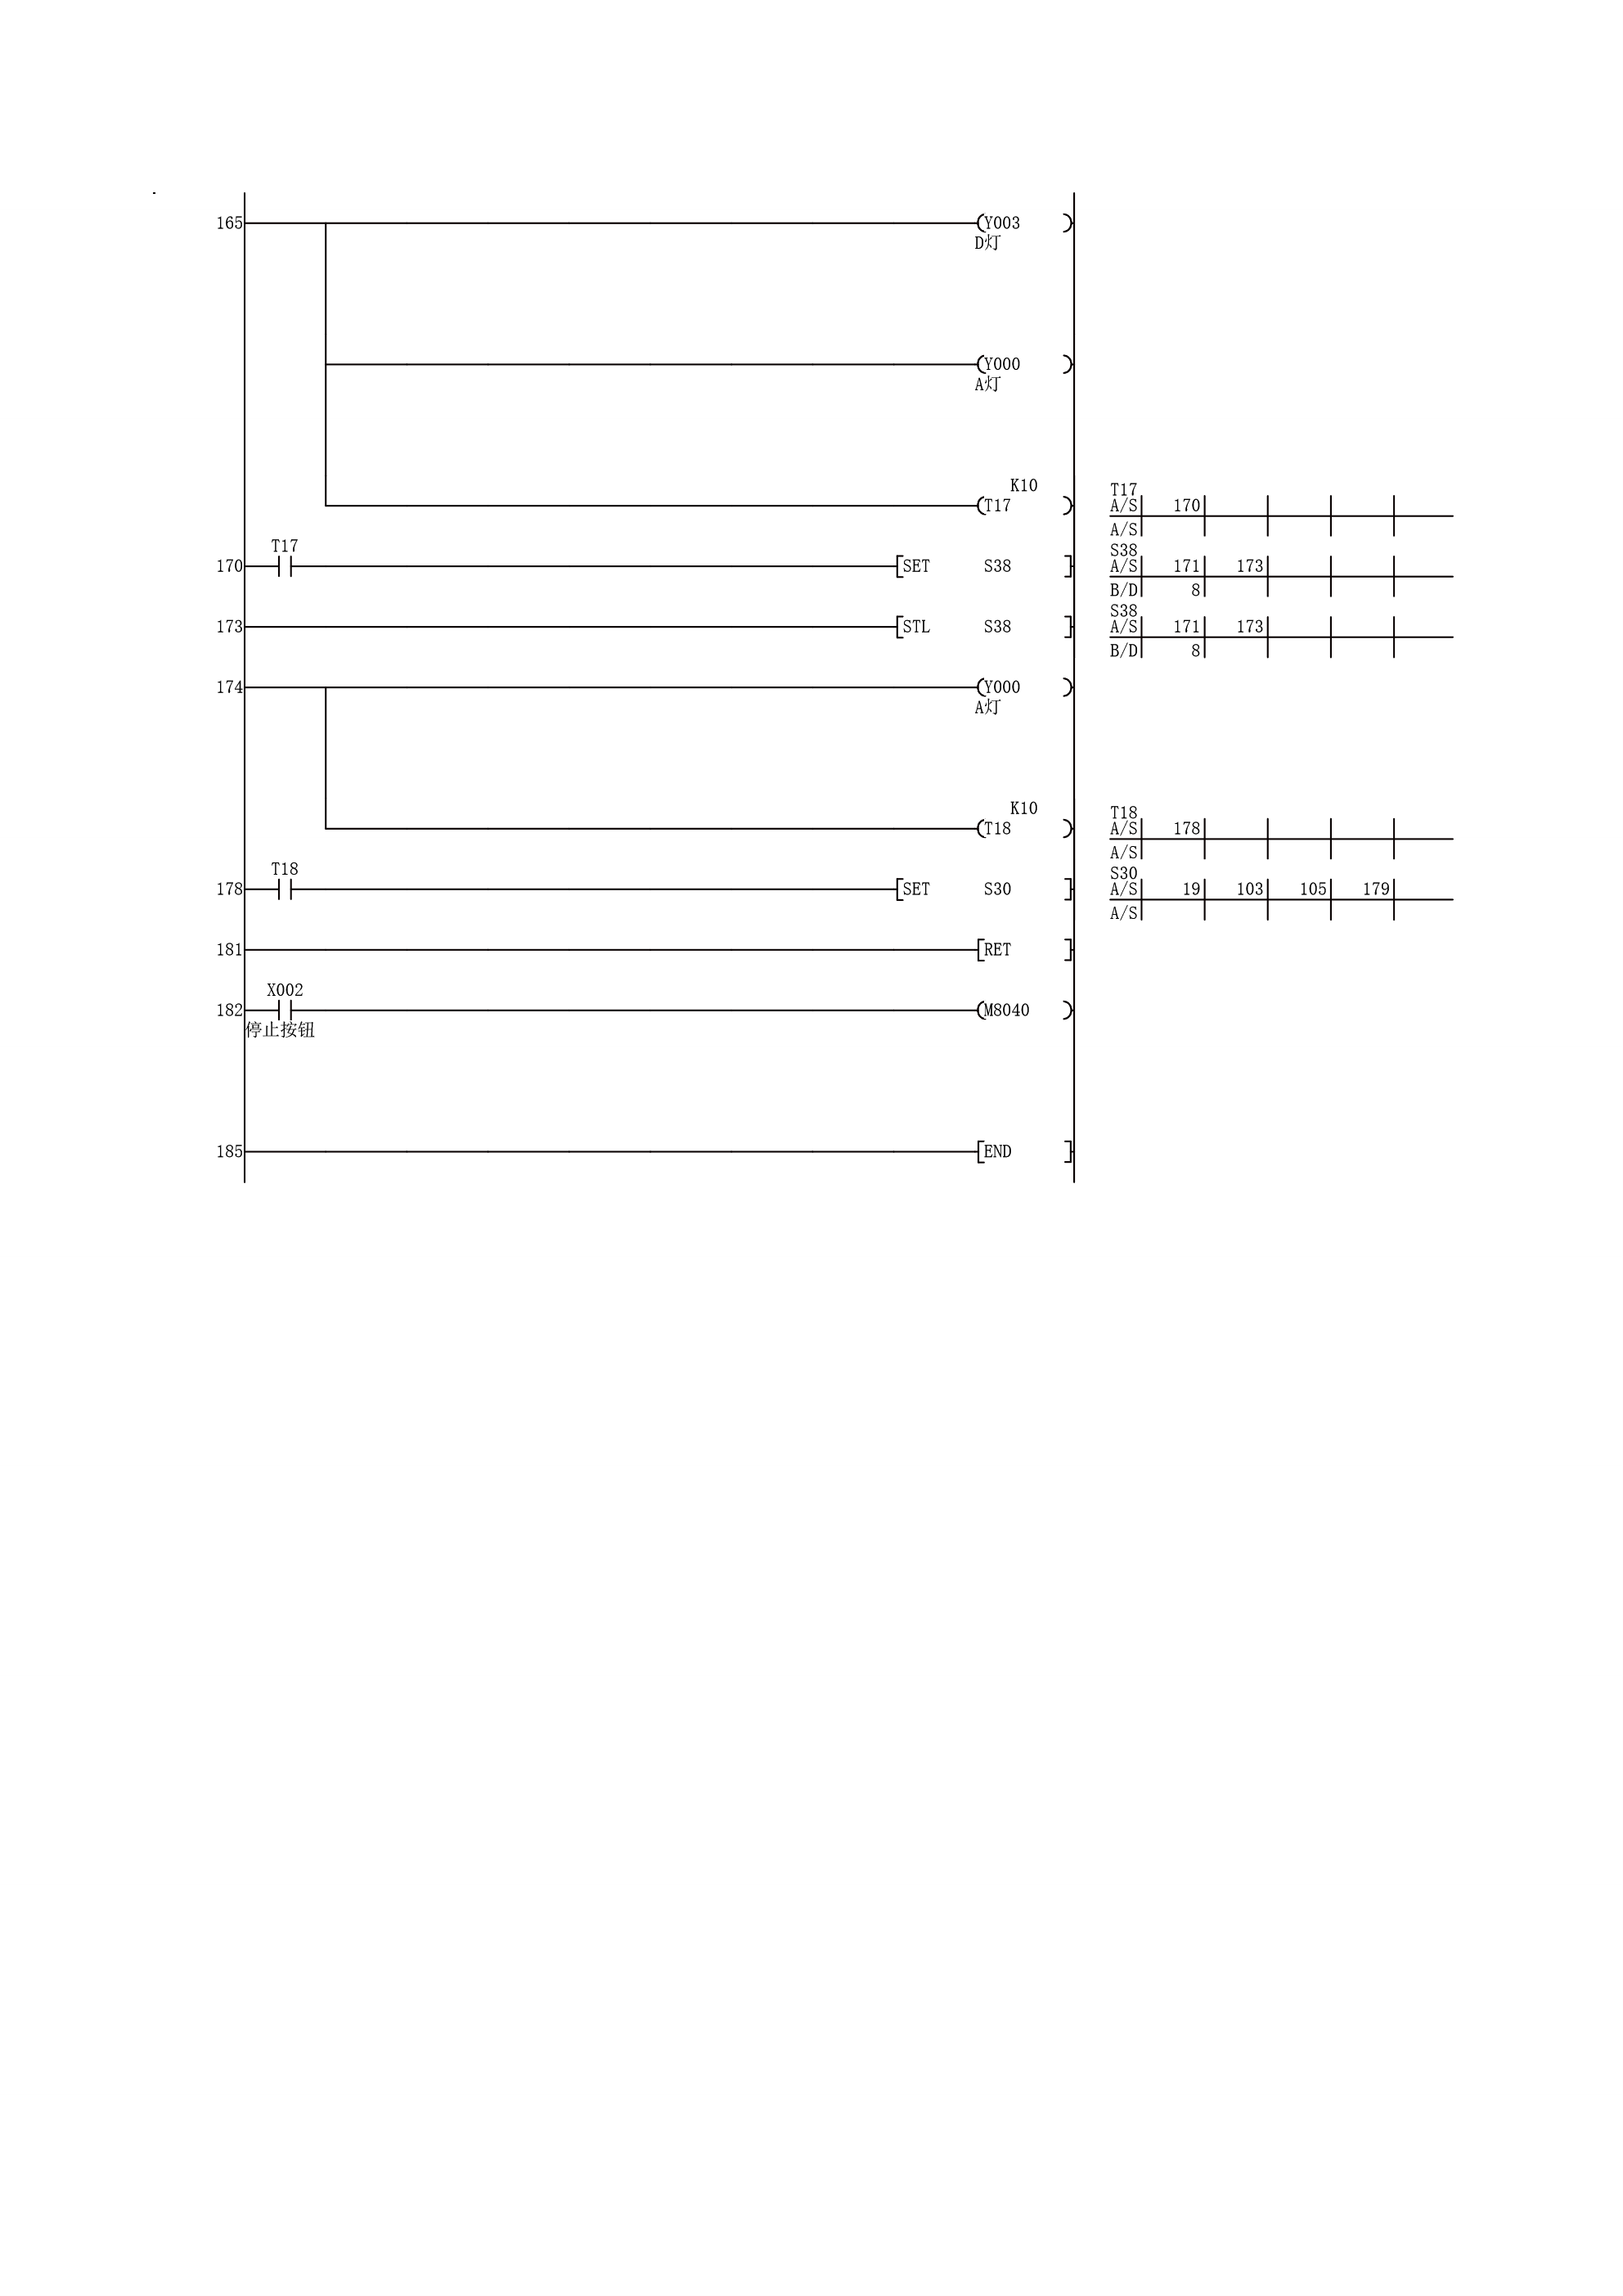 165 Y003
D灯
Y000
A灯
K10
T17
T17
A/S 170
A/S
T17
170 SET S38
S38
A/S 171 173
B/D 8
173 STL S38
S38
A/S 171 173
B/D 8
174 Y000
A灯
K10
T18
T18
A/S 178
A/S
T18
178 SET S30
S30
A/S 19 103 105 179
A/S
181 RET
X002
182 M8040
停止按钮
185 END